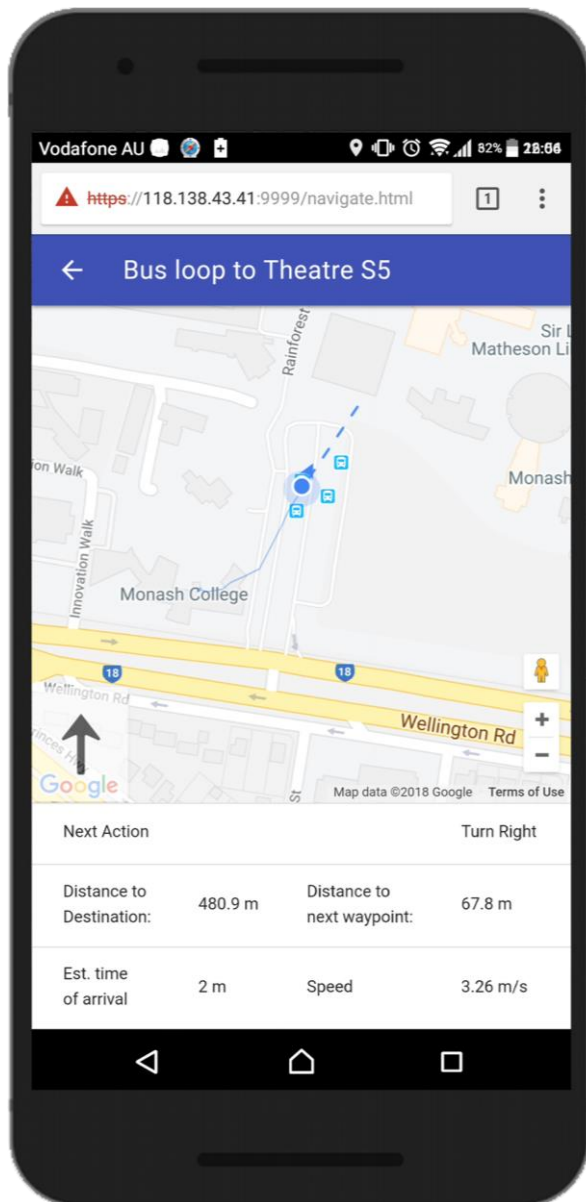 Vodafone AU 82%
https://118.138.43.41:9999/navigate.html 1
Bus loop to Theatre S5
Rainforest
Sir L
Matheson Li
ion Walk
Monash
Innovation Walk
Monash College
18
18
Wellington Rd
Wellington Rd
rinces Hwy
St
Google
Map data ©2018 Google Terms of Use
Next Action Turn Right
Distance to
Destination: 480.9 m
Distance to
next waypoint: 67.8 m
Est. time
of arrival 2 m
Speed 3.26 m/s